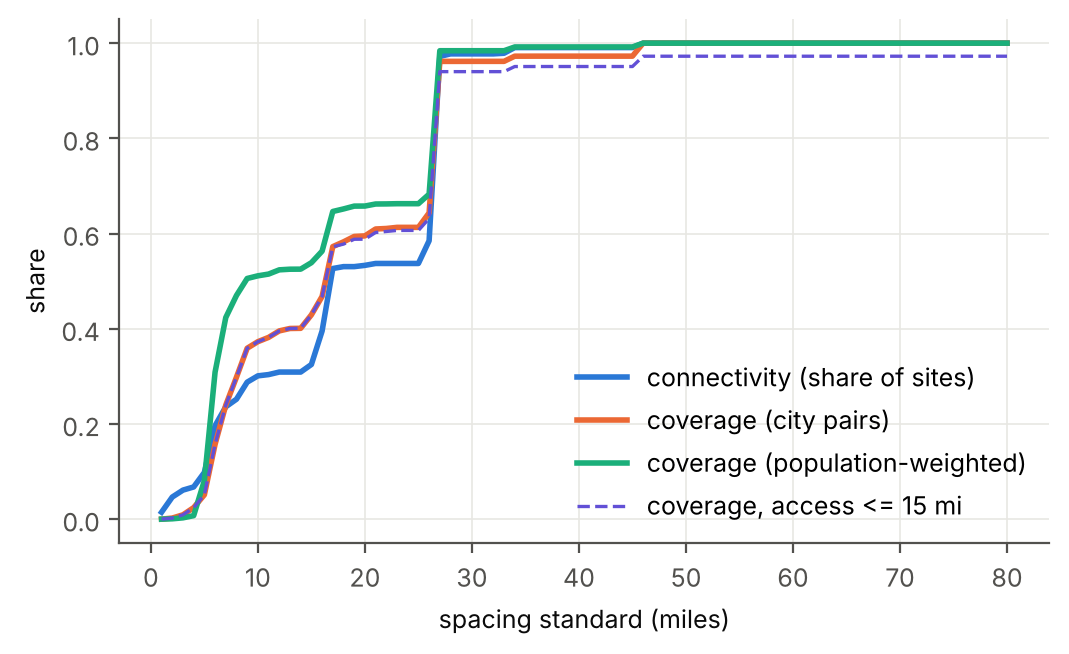 1.0
0.8
0.6
0.4
0.2
0.0
share
connectivity (share of sites)
coverage (city pairs)
coverage (population-weighted)
coverage, access <= 15 mi
0 10 20 30 40 50 60 70 80
spacing standard (miles)